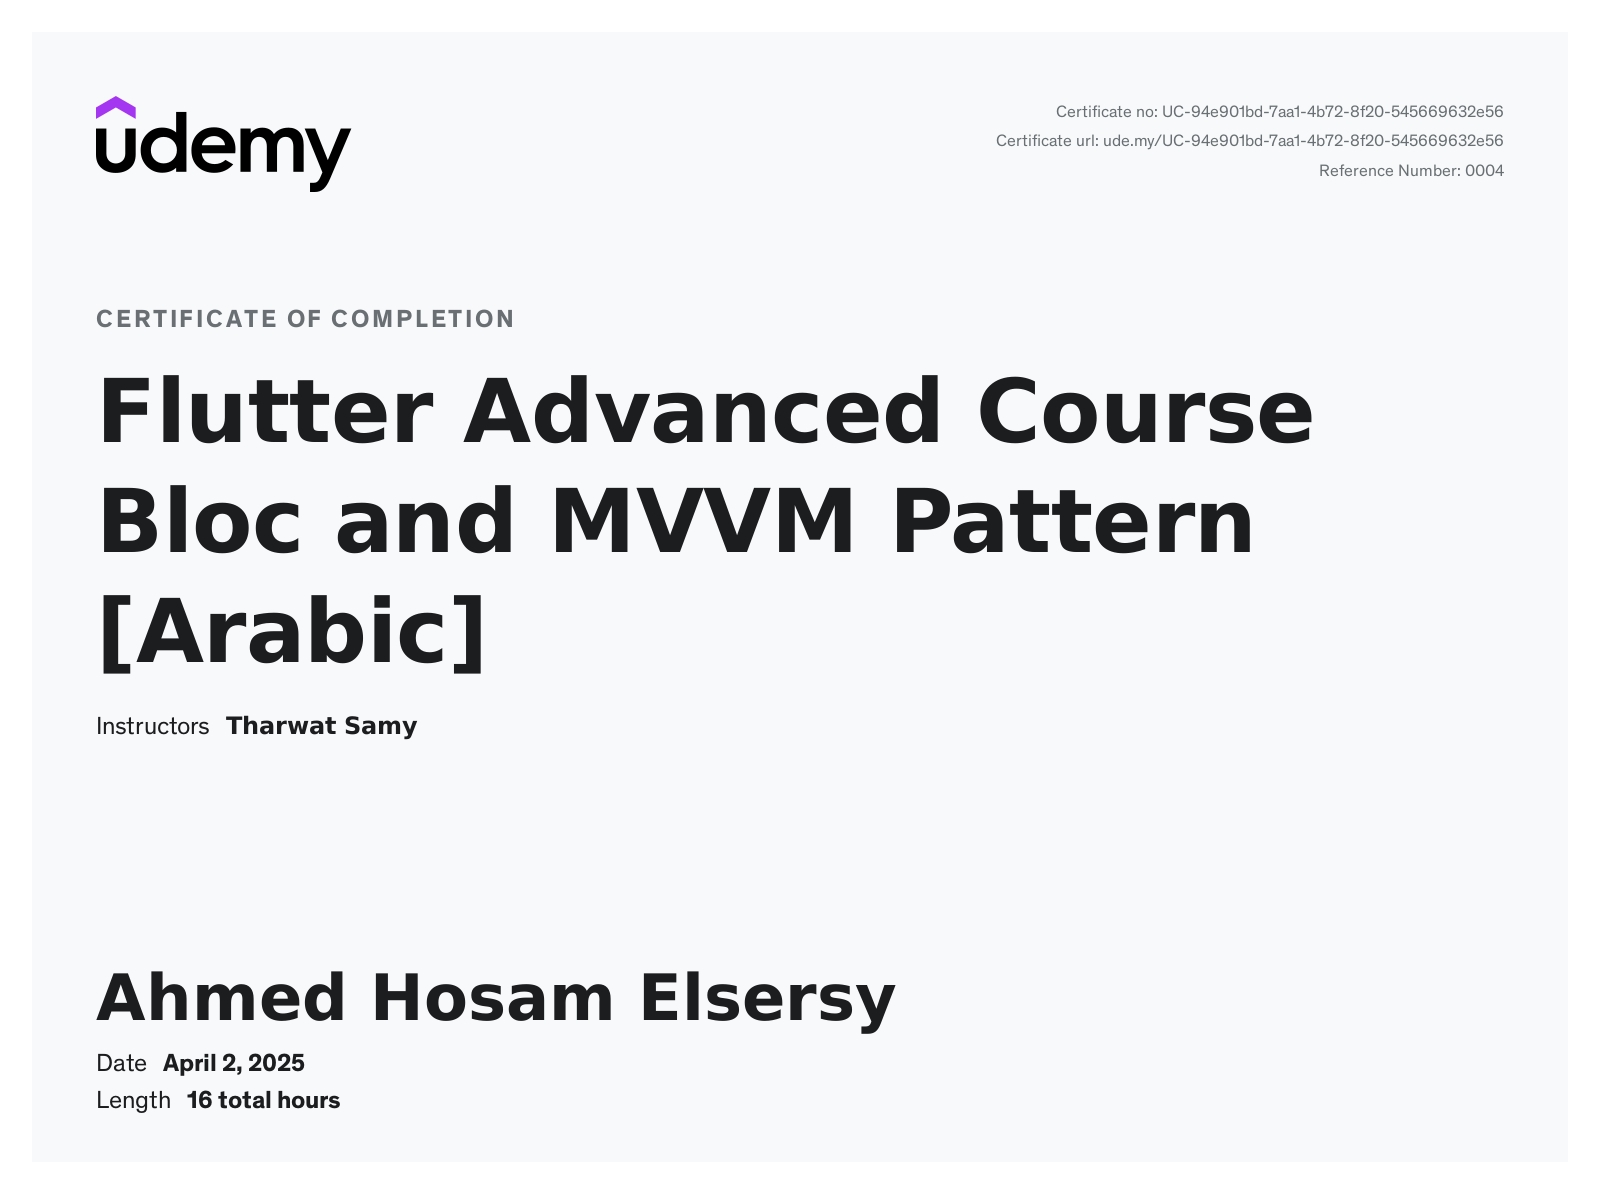 udemy
Certificate no: UC-94e901bd-7aa1-4b72-8f20-545669632e56
Certificate url: ude.my/UC-94e901bd-7aa1-4b72-8f20-545669632e56
Reference Number: 0004
CERTIFICATE OF COMPLETION
Flutter Advanced Course
Bloc and MVVM Pattern
[Arabic]
Instructors Tharwat Samy
Ahmed Hosam Elsersy
Date April 2, 2025
Length 16 total hours